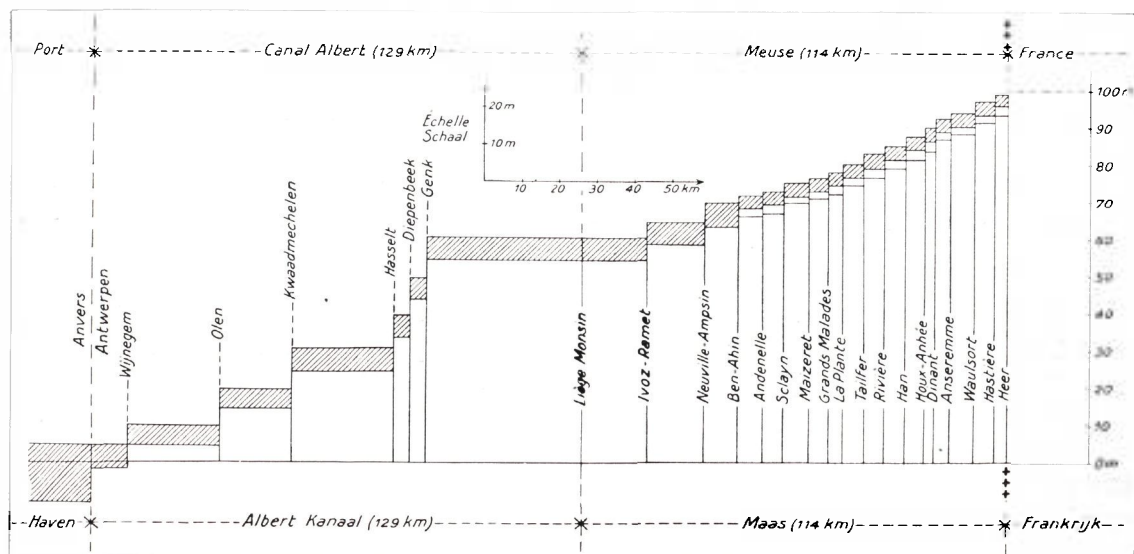 Port
Canal Albert (129 km)
Meuse (114 km)
France
Échelle
Schaal
20 m
10 m
10
20
30
40
50 km
100
90
80
70
60
50
40
30
20
10
0m
Anvers
Antwerpen
Wijnegem
Olen
Kwaadmechelen
Hasselt
Diepenbeek
Genk
Liège Monsin
Ivoz-Ramet
Neuville-Ampsin
Ben-Ahin
Andenelle
Sclayn
Maizeret
Grands Malades
La Plante
Tailfer
Rivière
Han
Houx-Anhée
Dinant
Anseremme
Waulsort
Hastière
Heer
Haven
Albert Kanaal (129 km)
Maas (114 km)
Frankrijk